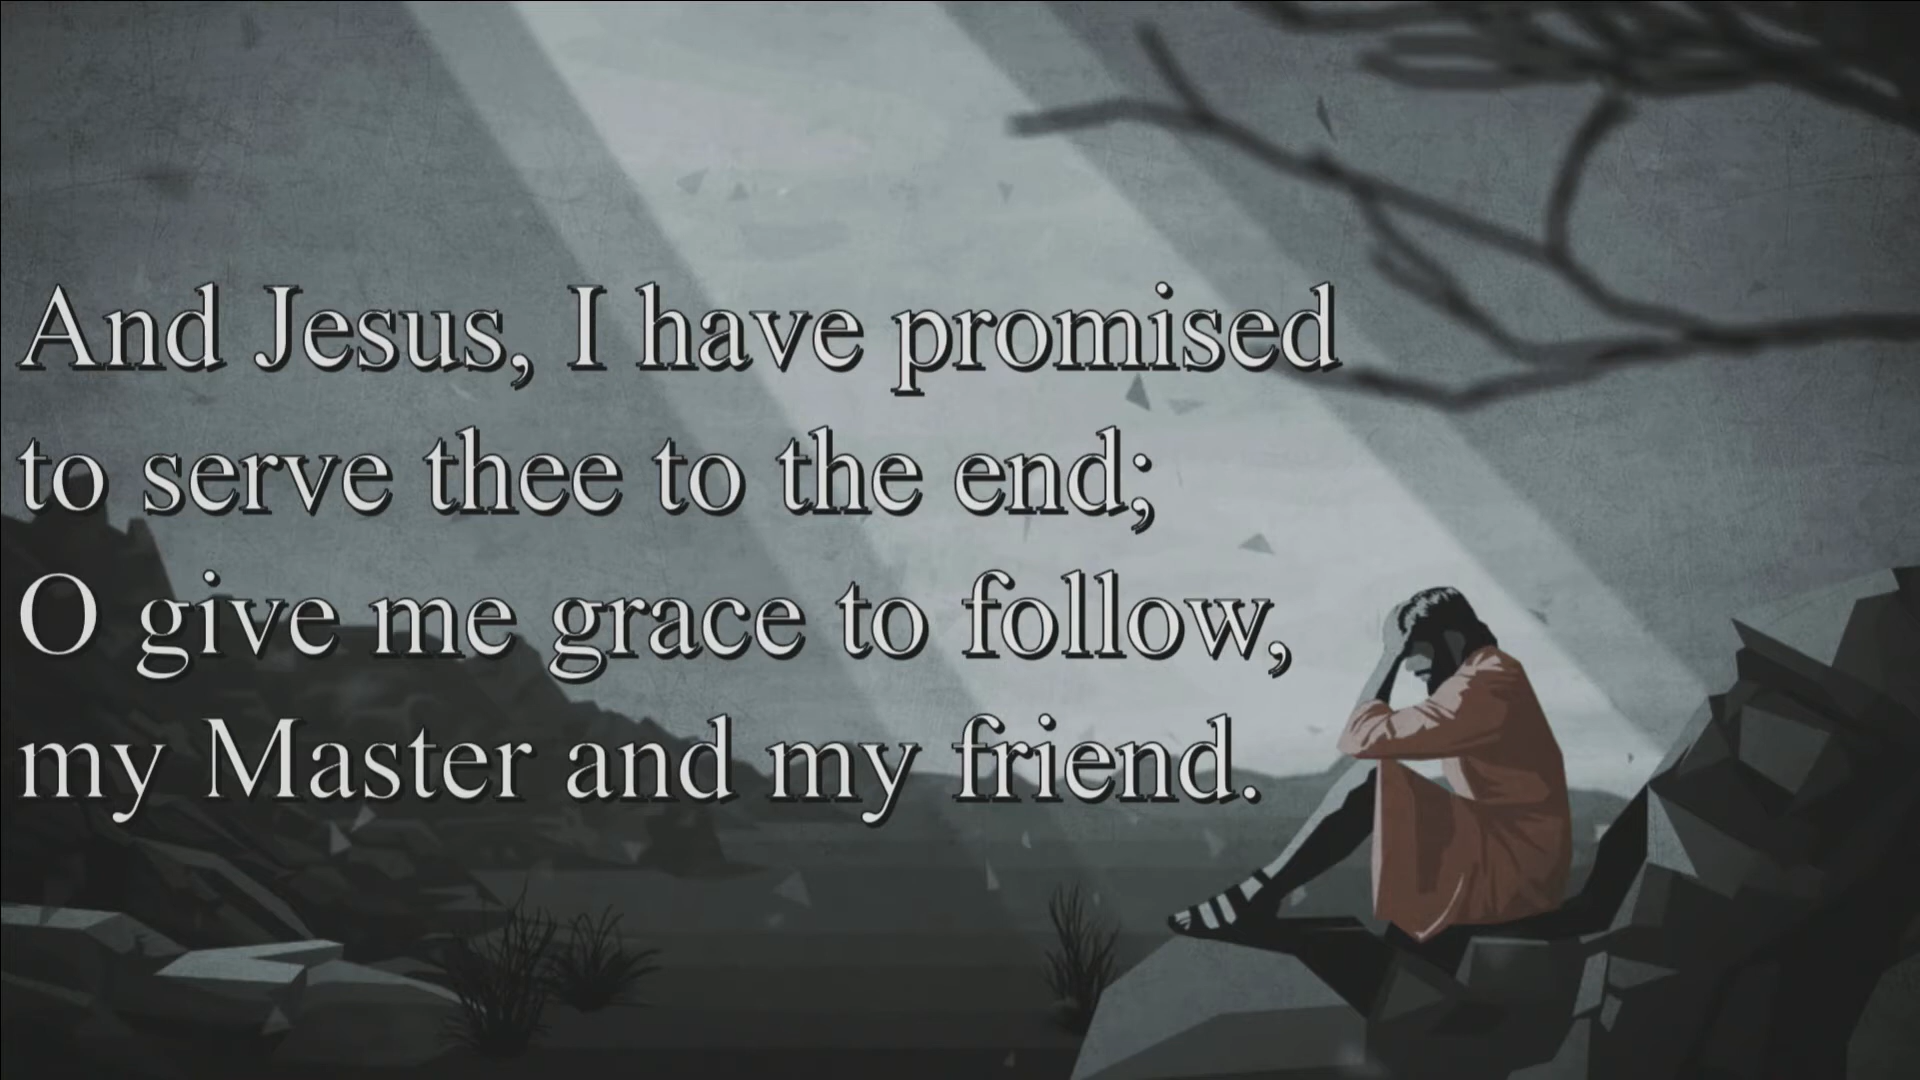 And Jesus, I have promised
to serve thee to the end;
O give me grace to follow,
my Master and my friend.